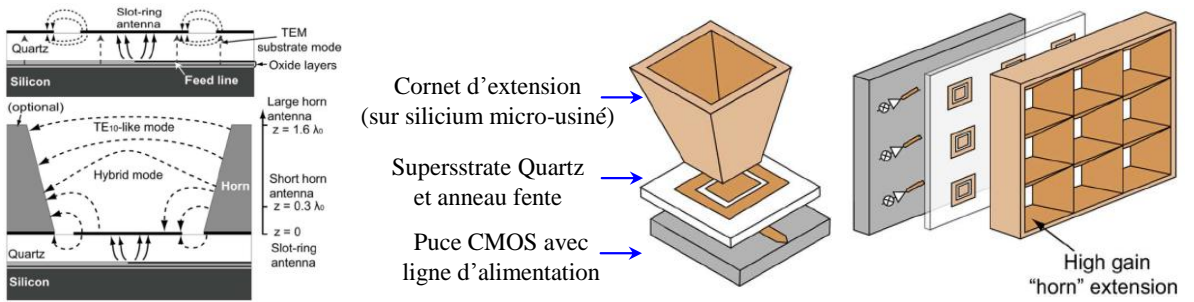 Slot-ring
antenna
TEM
substrate mode
Quartz
Oxide layers
Silicon
Feed line
(optional)
Large horn
antenna
z = 1.6 λ₀
TE₁₀-like mode
Hybrid mode
Horn
Short horn
antenna
z = 0.3 λ₀
z = 0
Quartz
Slot-ring
antenna
Silicon
Cornet d'extension
(sur silicium micro-usiné)
Supersstrate Quartz
et anneau fente
Puce CMOS avec
ligne d'alimentation
High gain
"horn" extension